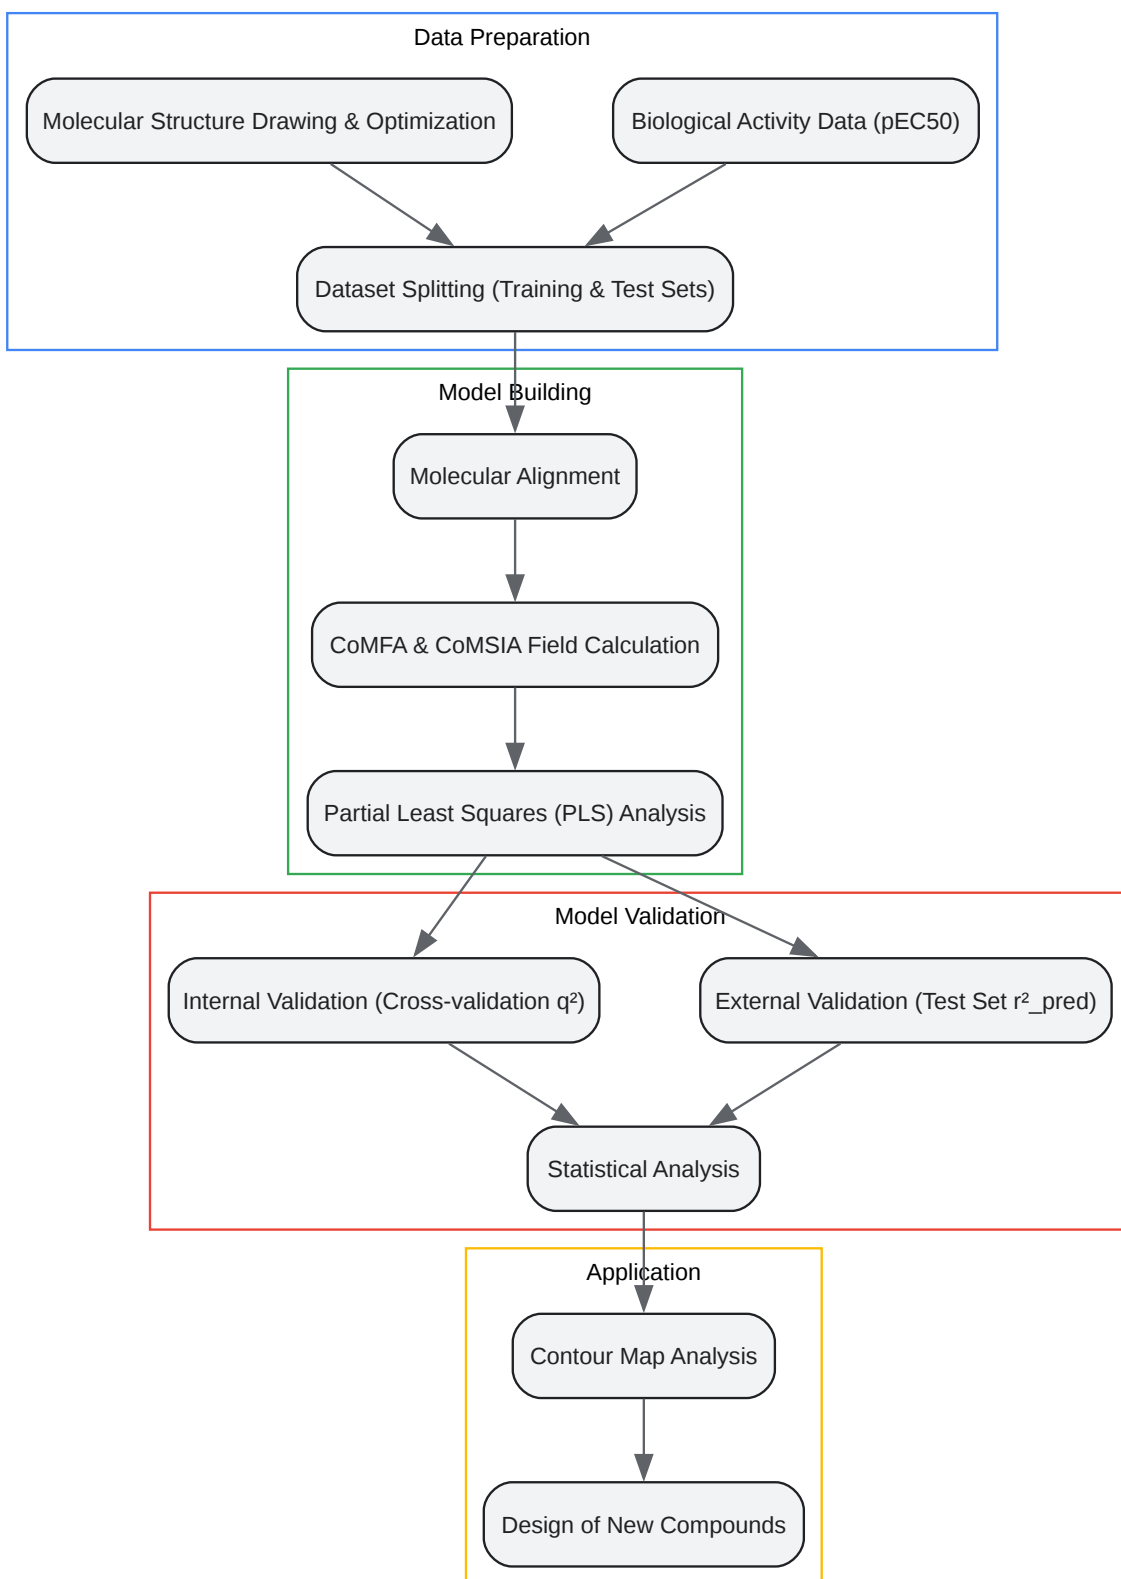 Data Preparation
Molecular Structure Drawing & Optimization
Biological Activity Data (pEC50)
Dataset Splitting (Training & Test Sets)
Model Building
Molecular Alignment
CoMFA & CoMSIA Field Calculation
Partial Least Squares (PLS) Analysis
Model Validation
Internal Validation (Cross-validation q²)
External Validation (Test Set r²_pred)
Statistical Analysis
Application
Contour Map Analysis
Design of New Compounds